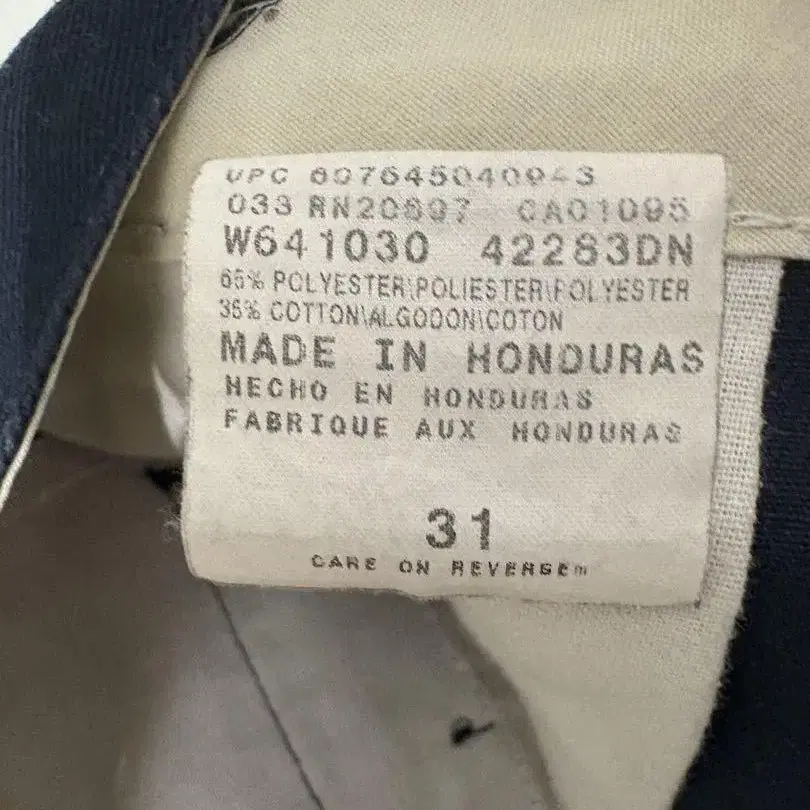 UPC 607645040943
033 RN20697 CA01095
W641030 42283DN
65% POLYESTER\POLIESTER\POLYESTER
35% COTTON\ALGODON\COTON
MADE IN HONDURAS
HECHO EN HONDURAS
FABRIQUE AUX HONDURAS
31
CARE ON REVERSE